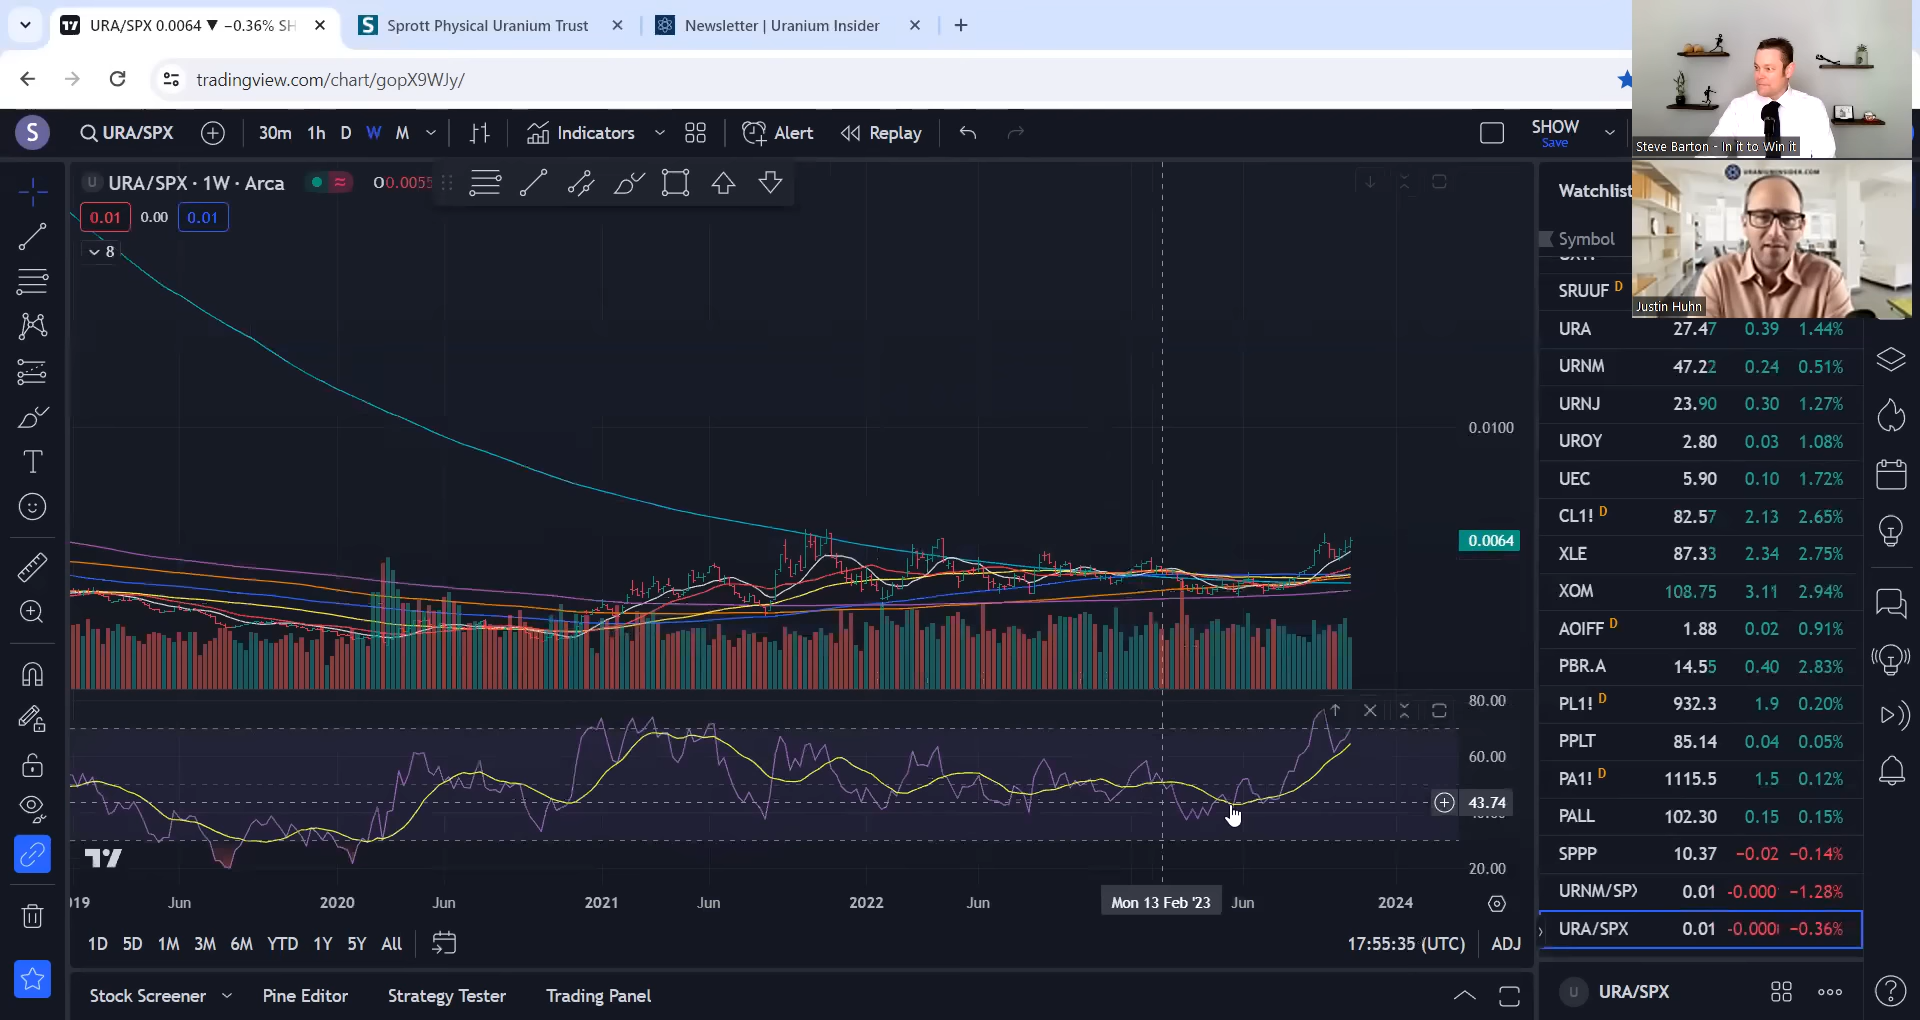 URA/SPX 0.0064 ▼ −0.36% SH
Sprott Physical Uranium Trust
Newsletter | Uranium Insider
tradingview.com/chart/gopX9WJy/
S
URA/SPX
30m 1h D W M
Indicators
Alert
Replay
SHOW
Save
Steve Barton - In it to Win it
URANIUMINSIDER.COM
Justin Huhn
U URA/SPX · 1W · Arca
O0.0055
0.01 0.00 0.01
8
0.0100
0.0064
80.00
60.00
43.74
20.00
019 Jun 2020 Jun 2021 Jun 2022 Jun Mon 13 Feb '23 Jun 2024
1D 5D 1M 3M 6M YTD 1Y 5Y All
17:55:35 (UTC) ADJ
Stock Screener Pine Editor Strategy Tester Trading Panel
Watchlist
Symbol
SRUUF D
URA 27.47 0.39 1.44%
URNM 47.22 0.24 0.51%
URNJ 23.90 0.30 1.27%
UROY 2.80 0.03 1.08%
UEC 5.90 0.10 1.72%
CL1! D 82.57 2.13 2.65%
XLE 87.33 2.34 2.75%
XOM 108.75 3.11 2.94%
AOIFF D 1.88 0.02 0.91%
PBR.A 14.55 0.40 2.83%
PL1! D 932.3 1.9 0.20%
PPLT 85.14 0.04 0.05%
PA1! D 1115.5 1.5 0.12%
PALL 102.30 0.15 0.15%
SPPP 10.37 −0.02 −0.14%
URNM/SP 0.01 -0.000 −1.28%
URA/SPX 0.01 -0.000 −0.36%
U URA/SPX